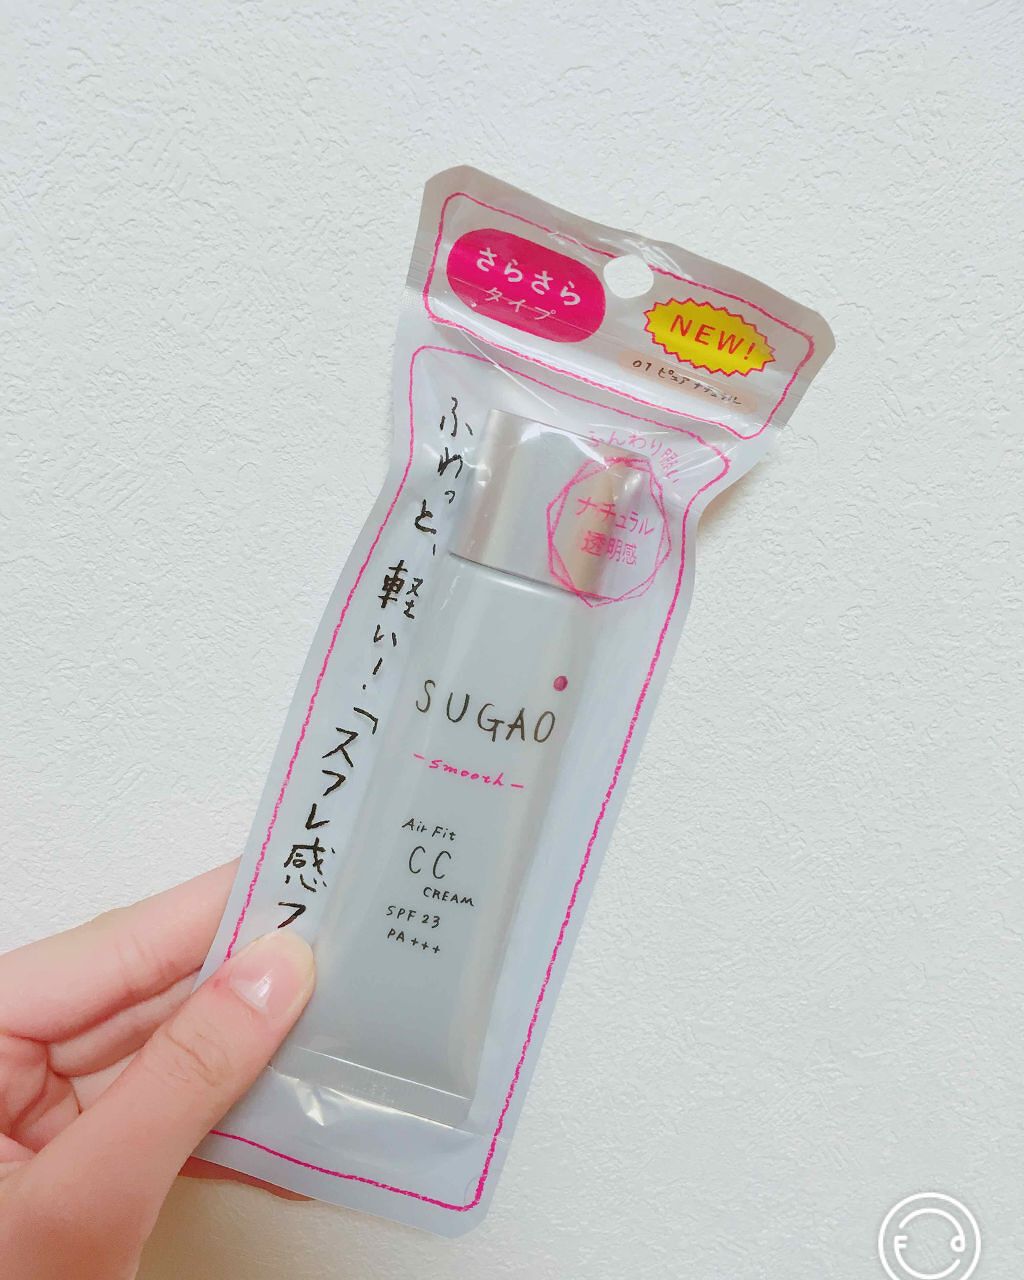 さらさら
タイプ
NEW!
01 ピュアナチュラル
ふわっと、軽い!「スフレ感フ
ふんわり
ナチュラル
透明感
SUGAO
-smooth-
Air Fit
CC
CREAM
SPF 23
PA+++